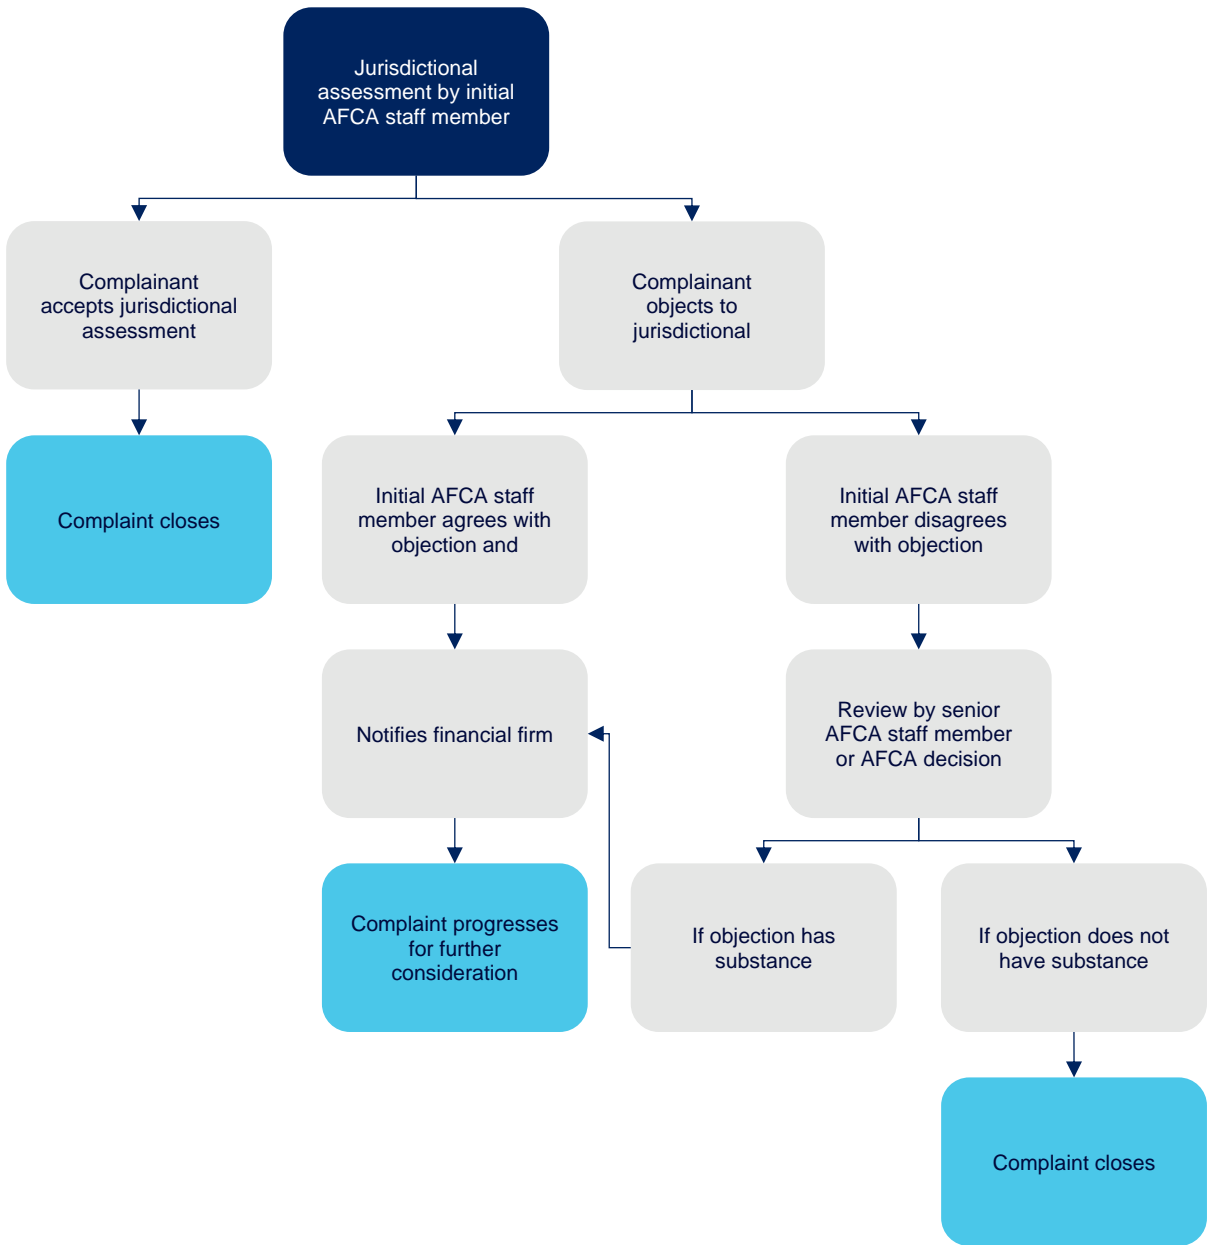 Jurisdictional
assessment by initial
AFCA staff member
Complainant
accepts jurisdictional
assessment
Complainant
objects to
jurisdictional
Complaint closes
Initial AFCA staff
member agrees with
objection and
Initial AFCA staff
member disagrees
with objection
Notifies financial firm
Review by senior
AFCA staff member
or AFCA decision
Complaint progresses
for further
consideration
If objection has
substance
If objection does not
have substance
Complaint closes